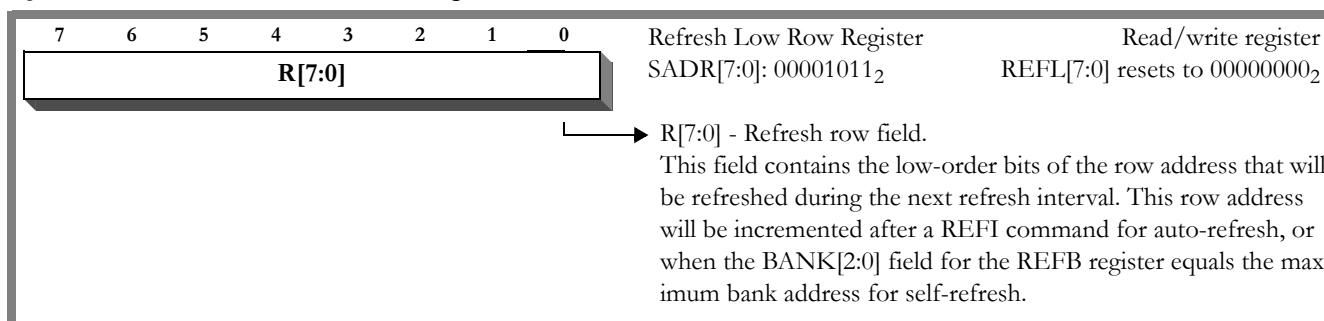 7 6 5 4 3 2 1 0
R[7:0]
Refresh Low Row Register Read/write register
SADR[7:0]: 00001011₂ REFL[7:0] resets to 00000000₂
R[7:0] - Refresh row field.
This field contains the low-order bits of the row address that will
be refreshed during the next refresh interval. This row address
will be incremented after a REFI command for auto-refresh, or
when the BANK[2:0] field for the REFB register equals the max
imum bank address for self-refresh.